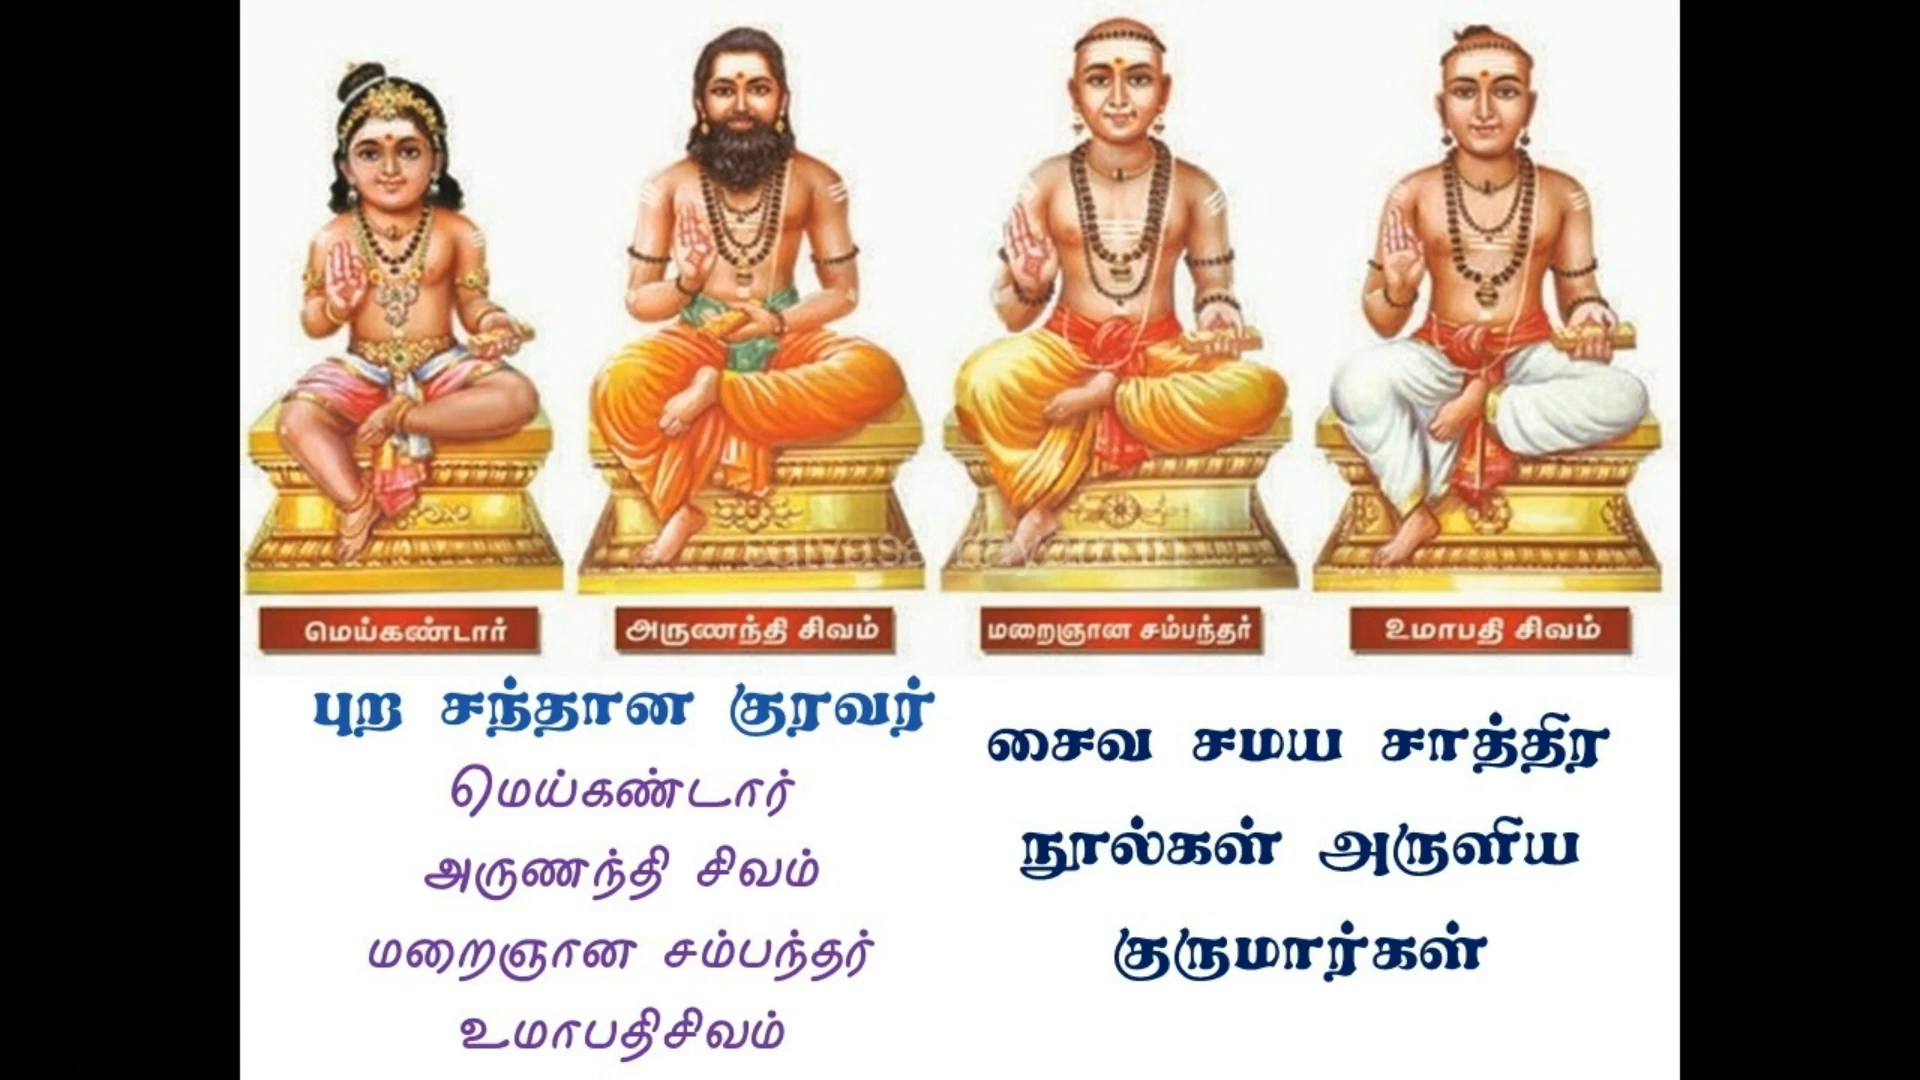 மெய்கண்டார்
அருணந்தி சிவம்
மறைஞான சம்பந்தர்
உமாபதி சிவம்
புற சந்தான குரவர்
மெய்கண்டார்
அருணந்தி சிவம்
மறைஞான சம்பந்தர்
உமாபதிசிவம்
சைவ சமய சாத்திர
நூல்கள் அருளிய
குருமார்கள்